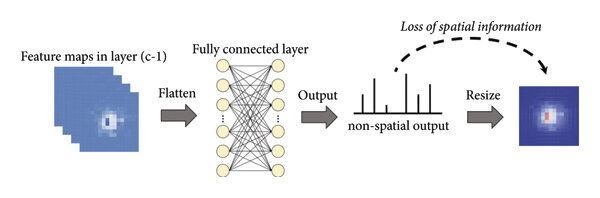 Loss of spatial information
Feature maps in layer (c-1)
Fully connected layer
Flatten
Output
non-spatial output
Resize